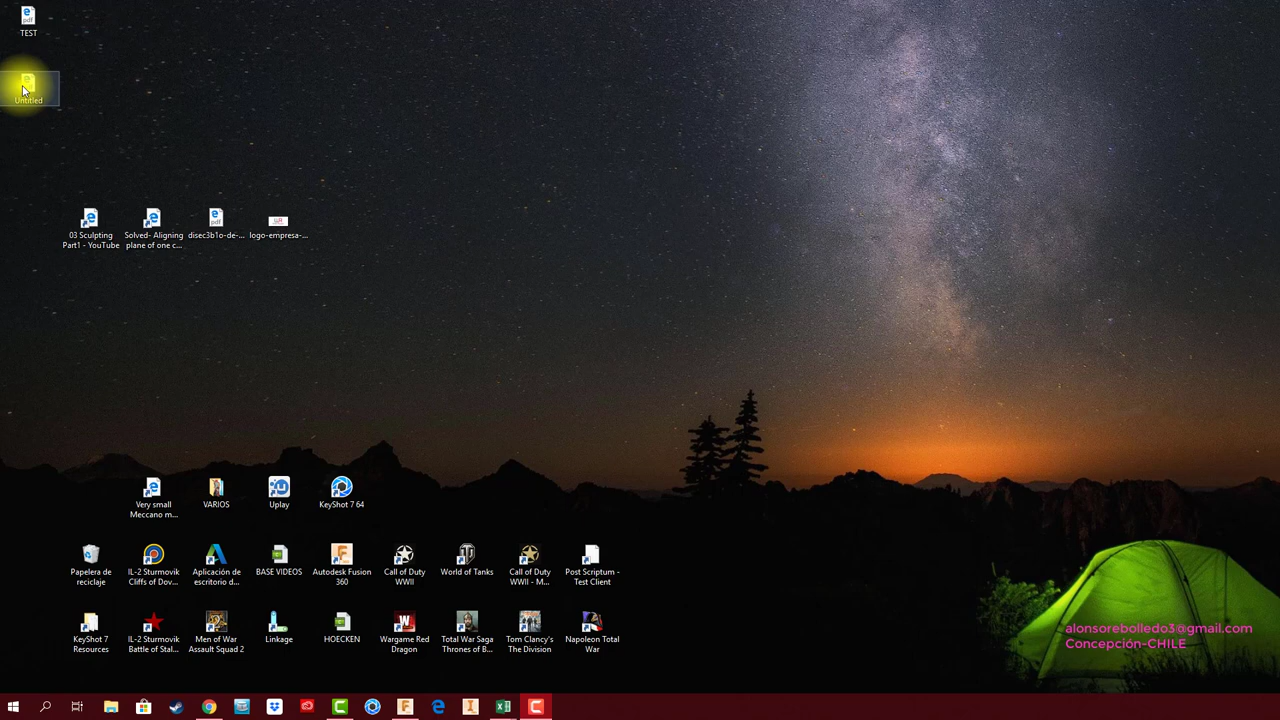 TEST
Untitled
03 Sculpting
Part1 - YouTube
Solved- Aligning
plane of one c...
disec3b1o-de-...
logo-empresa-...
Very small
Meccano m...
VARIOS
Uplay
KeyShot 7 64
Papelera de
reciclaje
IL-2 Sturmovik
Cliffs of Dov...
Aplicación de
escritorio d...
BASE VIDEOS
Autodesk Fusion
360
Call of Duty
WWII
World of Tanks
Call of Duty
WWII - M...
Post Scriptum -
Test Client
KeyShot 7
Resources
IL-2 Sturmovik
Battle of Stal...
Men of War
Assault Squad 2
Linkage
HOECKEN
Wargame Red
Dragon
Total War Saga
Thrones of B...
Tom Clancy's
The Division
Napoleon Total
War
alonsorebolledo3@gmail.com
Concepción-CHILE